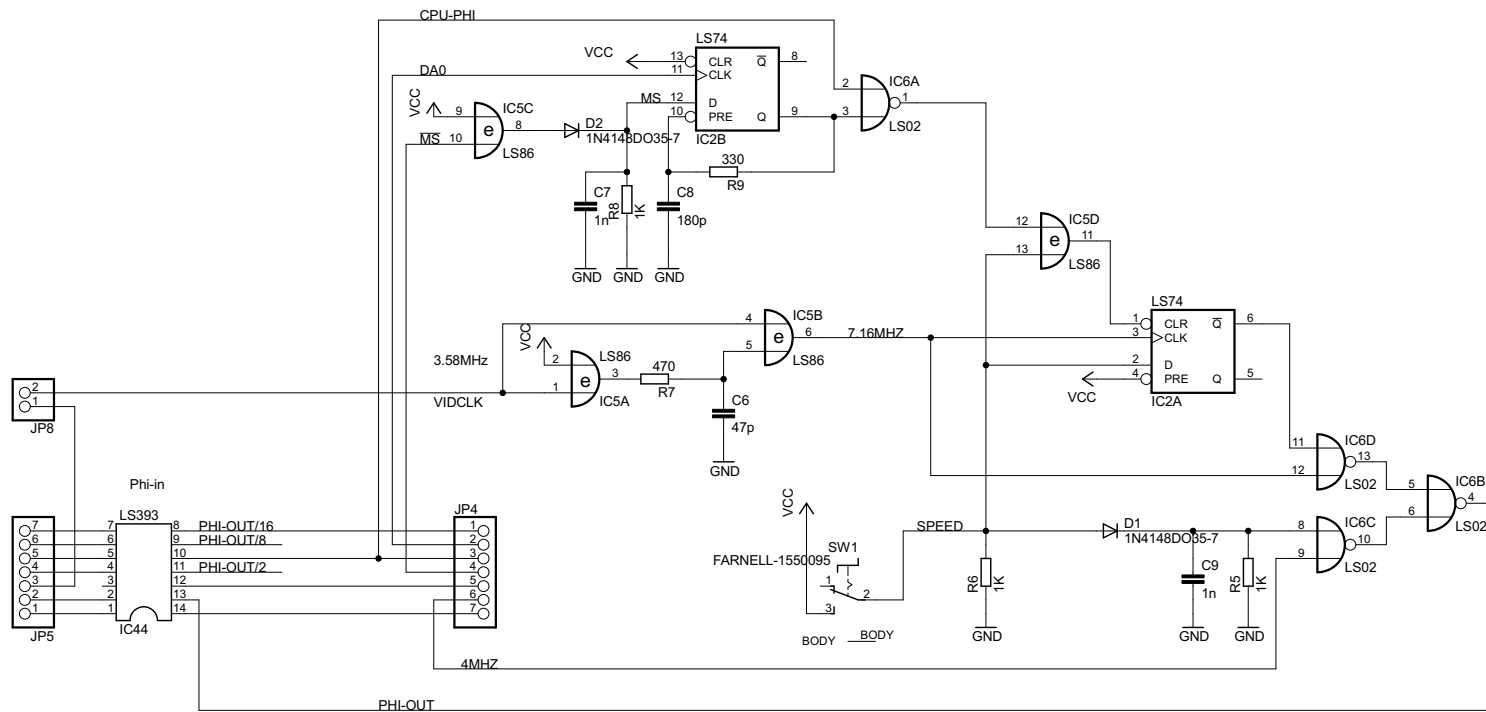 CPU-PHI
LS74
VCC
13 CLR Q 8
DA0
11 CLK
IC6A
2
1
3
LS02
VCC
9
IC5C
MS
12 D
MS 10
8
D2
1N4148DO35-7
10 PRE Q 9
LS86
IC2B
e
330
R9
C7
1n
R8
1K
C8
180p
GND
GND
GND
12
IC5D
11
e
13
LS86
LS74
IC5B
4
6
7.16MHZ
e
5
LS86
1 CLR Q 6
3 CLK
2 D
4 PRE Q 5
VCC
IC2A
3.58MHz
VCC
2
LS86
3
e
1
IC5A
VIDCLK
470
R7
C6
47p
GND
2
1
JP8
11
IC6D
13
12
LS02
5
IC6B
4
6
LS02
Phi-in
LS393
JP4
7 7 8 PHI-OUT/16 1
6 6 9 PHI-OUT/8 2
5 5 10 3
4 4 11 PHI-OUT/2 4
3 3 12 5
2 2 13 6
1 1 14 7
JP5
IC44
VCC
SPEED
D1
1N4148DO35-7
8
IC6C
10
9
LS02
SW1
FARNELL-1550095
1
2
3
BODY
BODY
R6
1K
C9
1n
R5
1K
GND
GND
GND
4MHZ
PHI-OUT